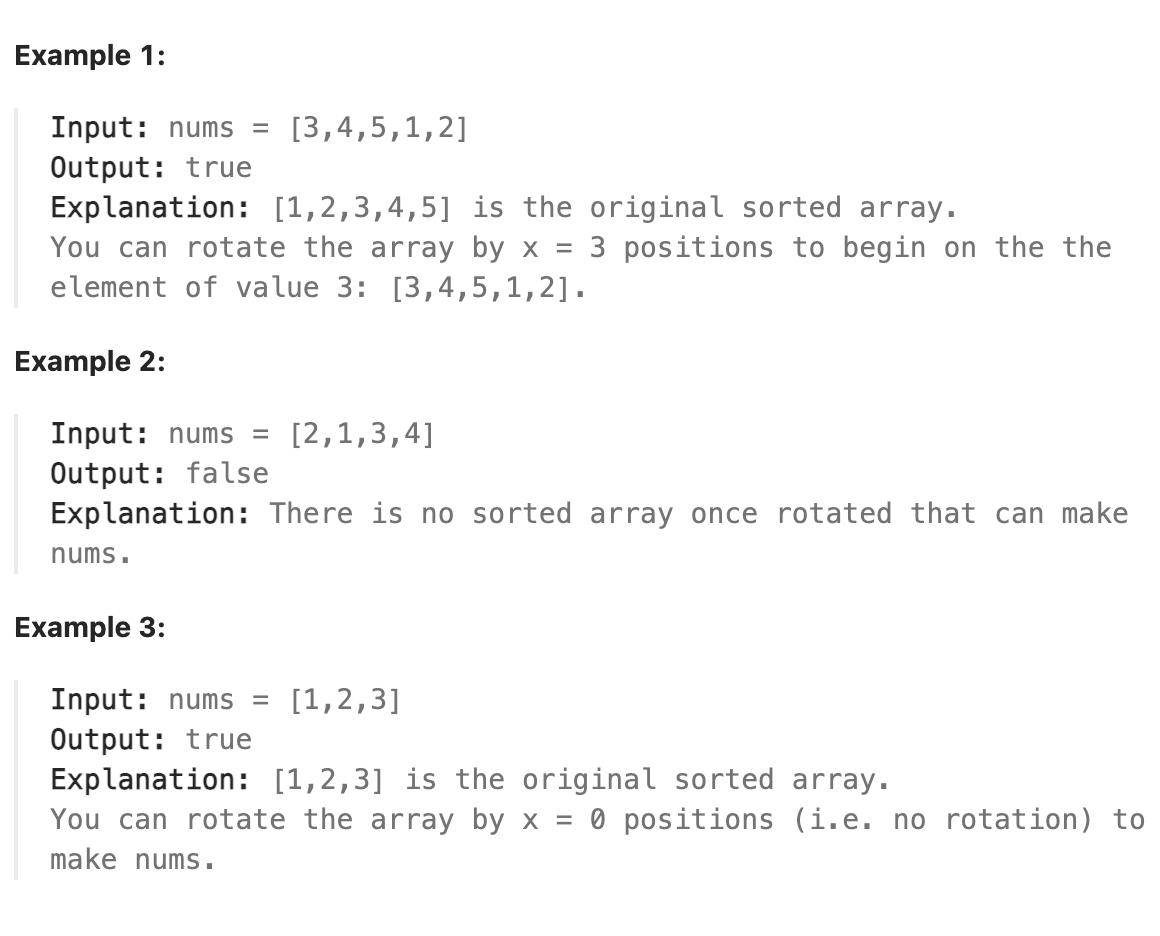 Example 1:
Input: nums = [3,4,5,1,2]
Output: true
Explanation: [1,2,3,4,5] is the original sorted array.
You can rotate the array by x = 3 positions to begin on the the
element of value 3: [3,4,5,1,2].
Example 2:
Input: nums = [2,1,3,4]
Output: false
Explanation: There is no sorted array once rotated that can make
nums.
Example 3:
Input: nums = [1,2,3]
Output: true
Explanation: [1,2,3] is the original sorted array.
You can rotate the array by x = 0 positions (i.e. no rotation) to
make nums.